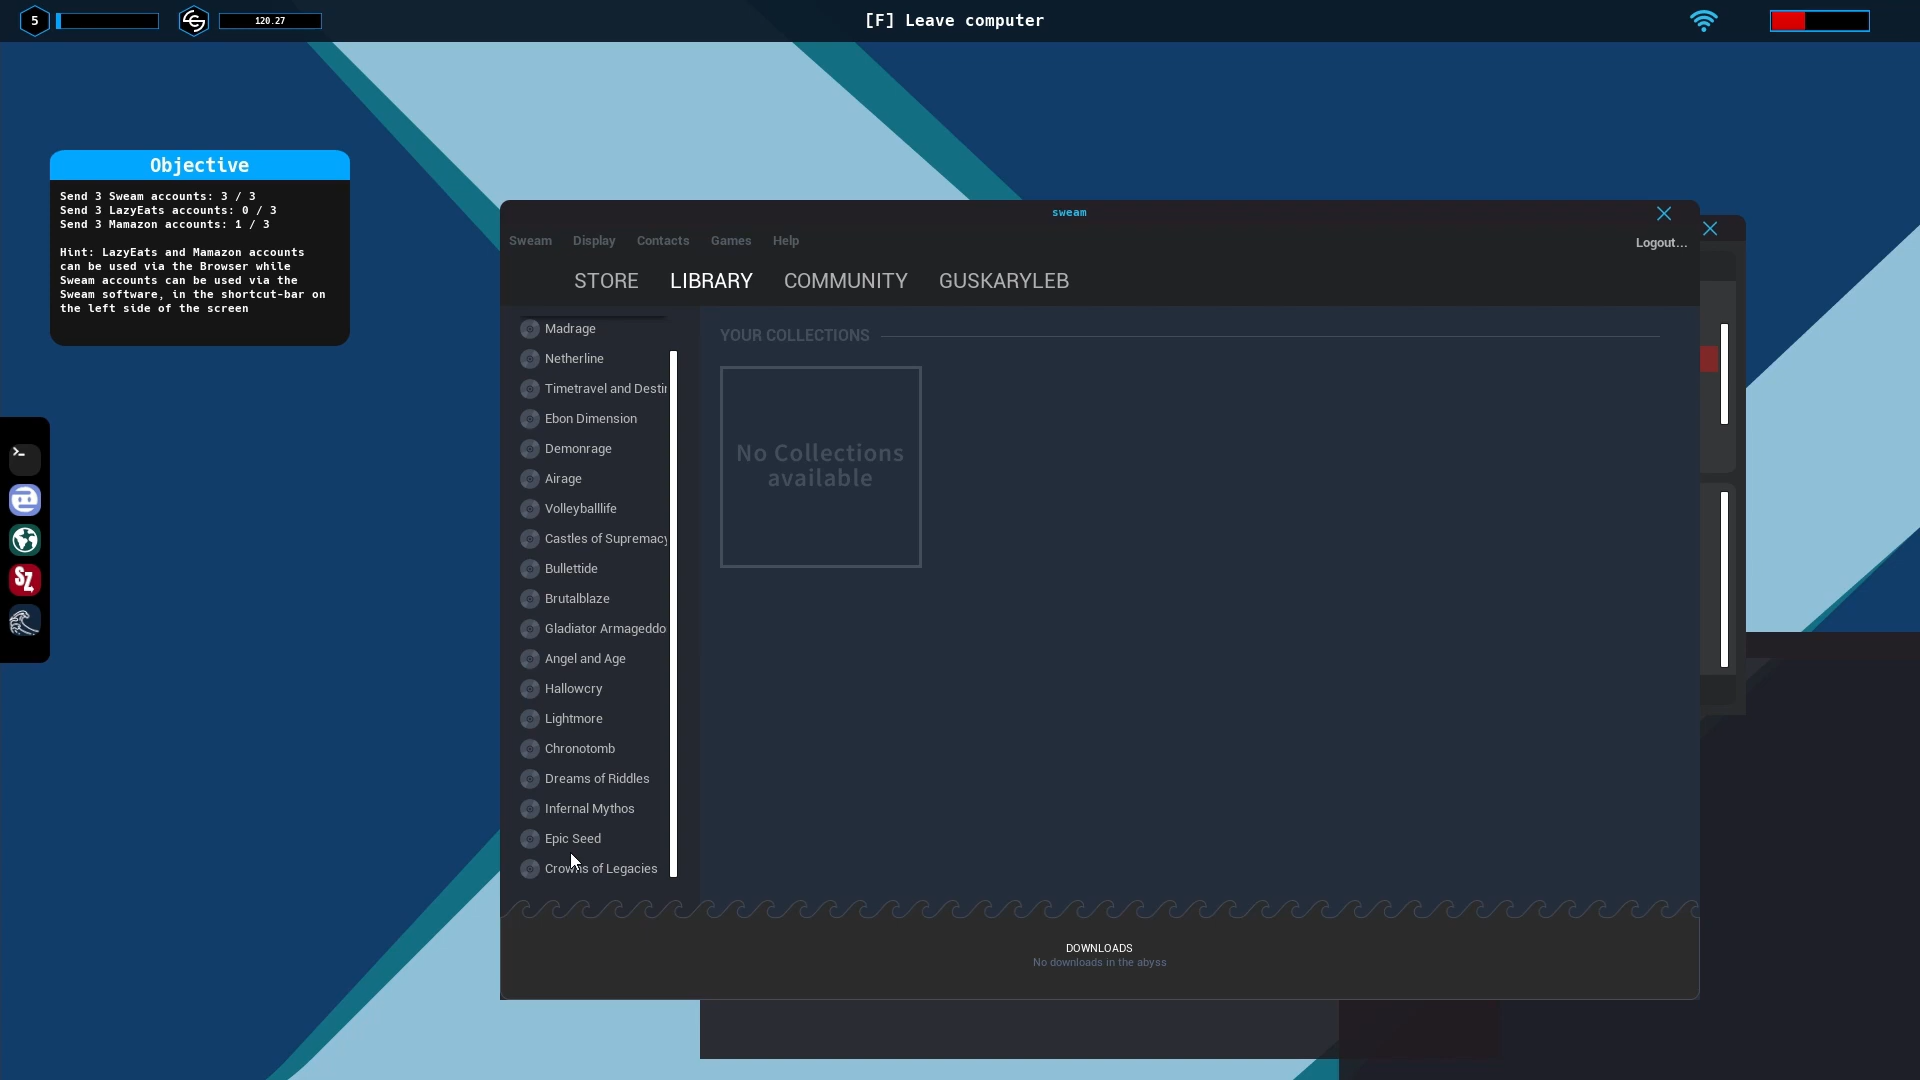 5
120.27
[F] Leave computer
Objective
Send 3 Sweam accounts: 3 / 3
Send 3 LazyEats accounts: 0 / 3
Send 3 Mamazon accounts: 1 / 3
Hint: LazyEats and Mamazon accounts
can be used via the Browser while
Sweam accounts can be used via the
Sweam software, in the shortcut-bar on
the left side of the screen
sweam
Sweam Display Contacts Games Help
Logout...
STORE LIBRARY COMMUNITY GUSKARYLEB
Madrage
Netherline
Timetravel and Destin
Ebon Dimension
Demonrage
Airage
Volleyballlife
Castles of Supremacy
Bullettide
Brutalblaze
Gladiator Armageddo
Angel and Age
Hallowcry
Lightmore
Chronotomb
Dreams of Riddles
Infernal Mythos
Epic Seed
Crowns of Legacies
YOUR COLLECTIONS
No Collections
available
SZ
DOWNLOADS
No downloads in the abyss